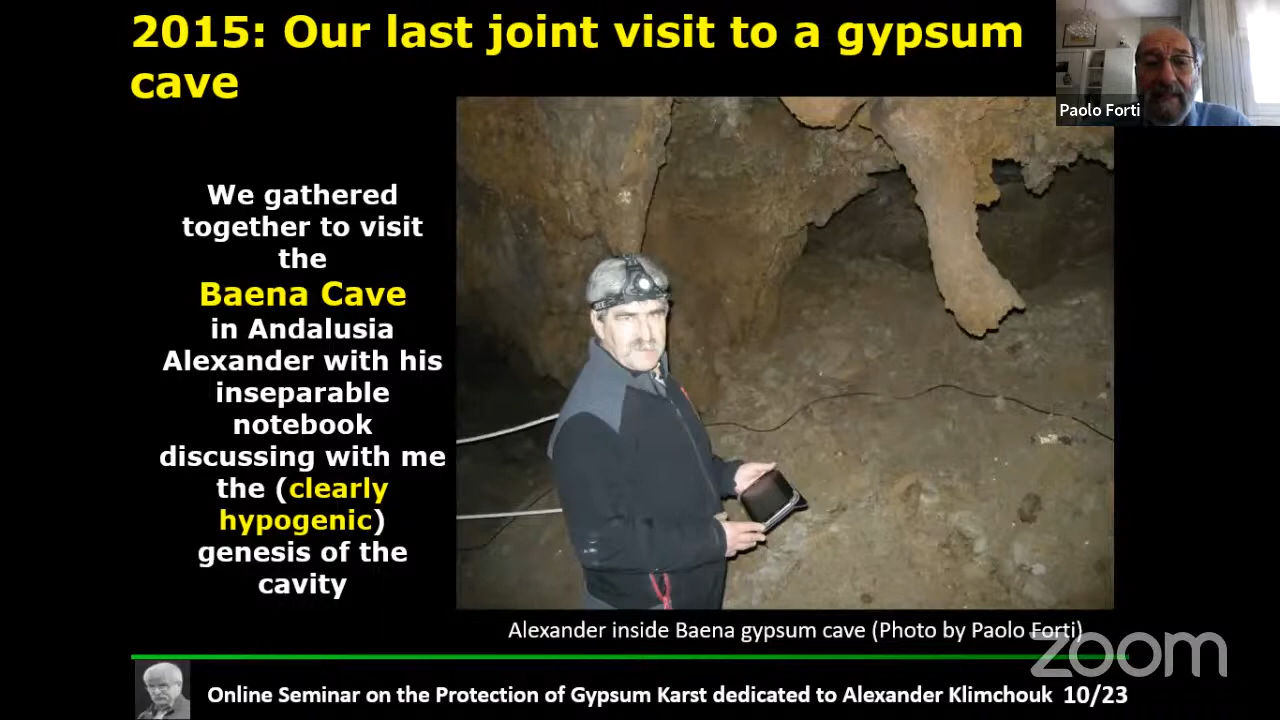 2015: Our last joint visit to a gypsum
cave
Paolo Forti
We gathered
together to visit
the
Baena Cave
in Andalusia
Alexander with his
inseparable
notebook
discussing with me
the (clearly
hypogenic)
genesis of the
cavity
Alexander inside Baena gypsum cave (Photo by Paolo Forti)
zoom
Online Seminar on the Protection of Gypsum Karst dedicated to Alexander Klimchouk 10/23